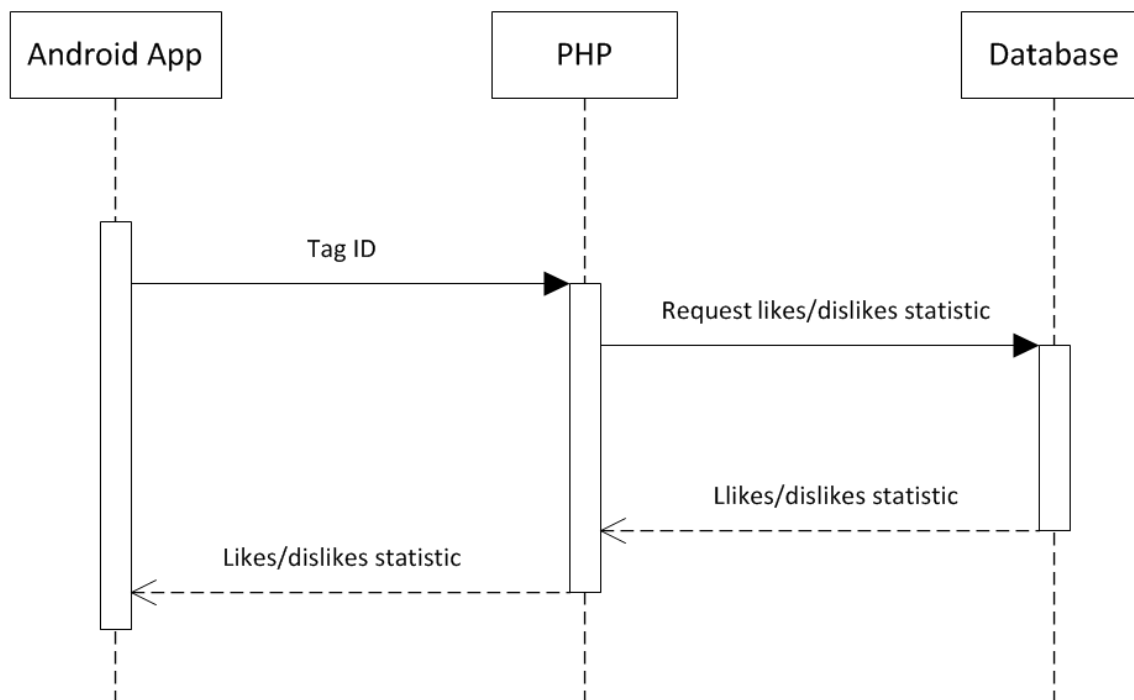 Android App
PHP
Database
Tag ID
Request likes/dislikes statistic
Llikes/dislikes statistic
Likes/dislikes statistic